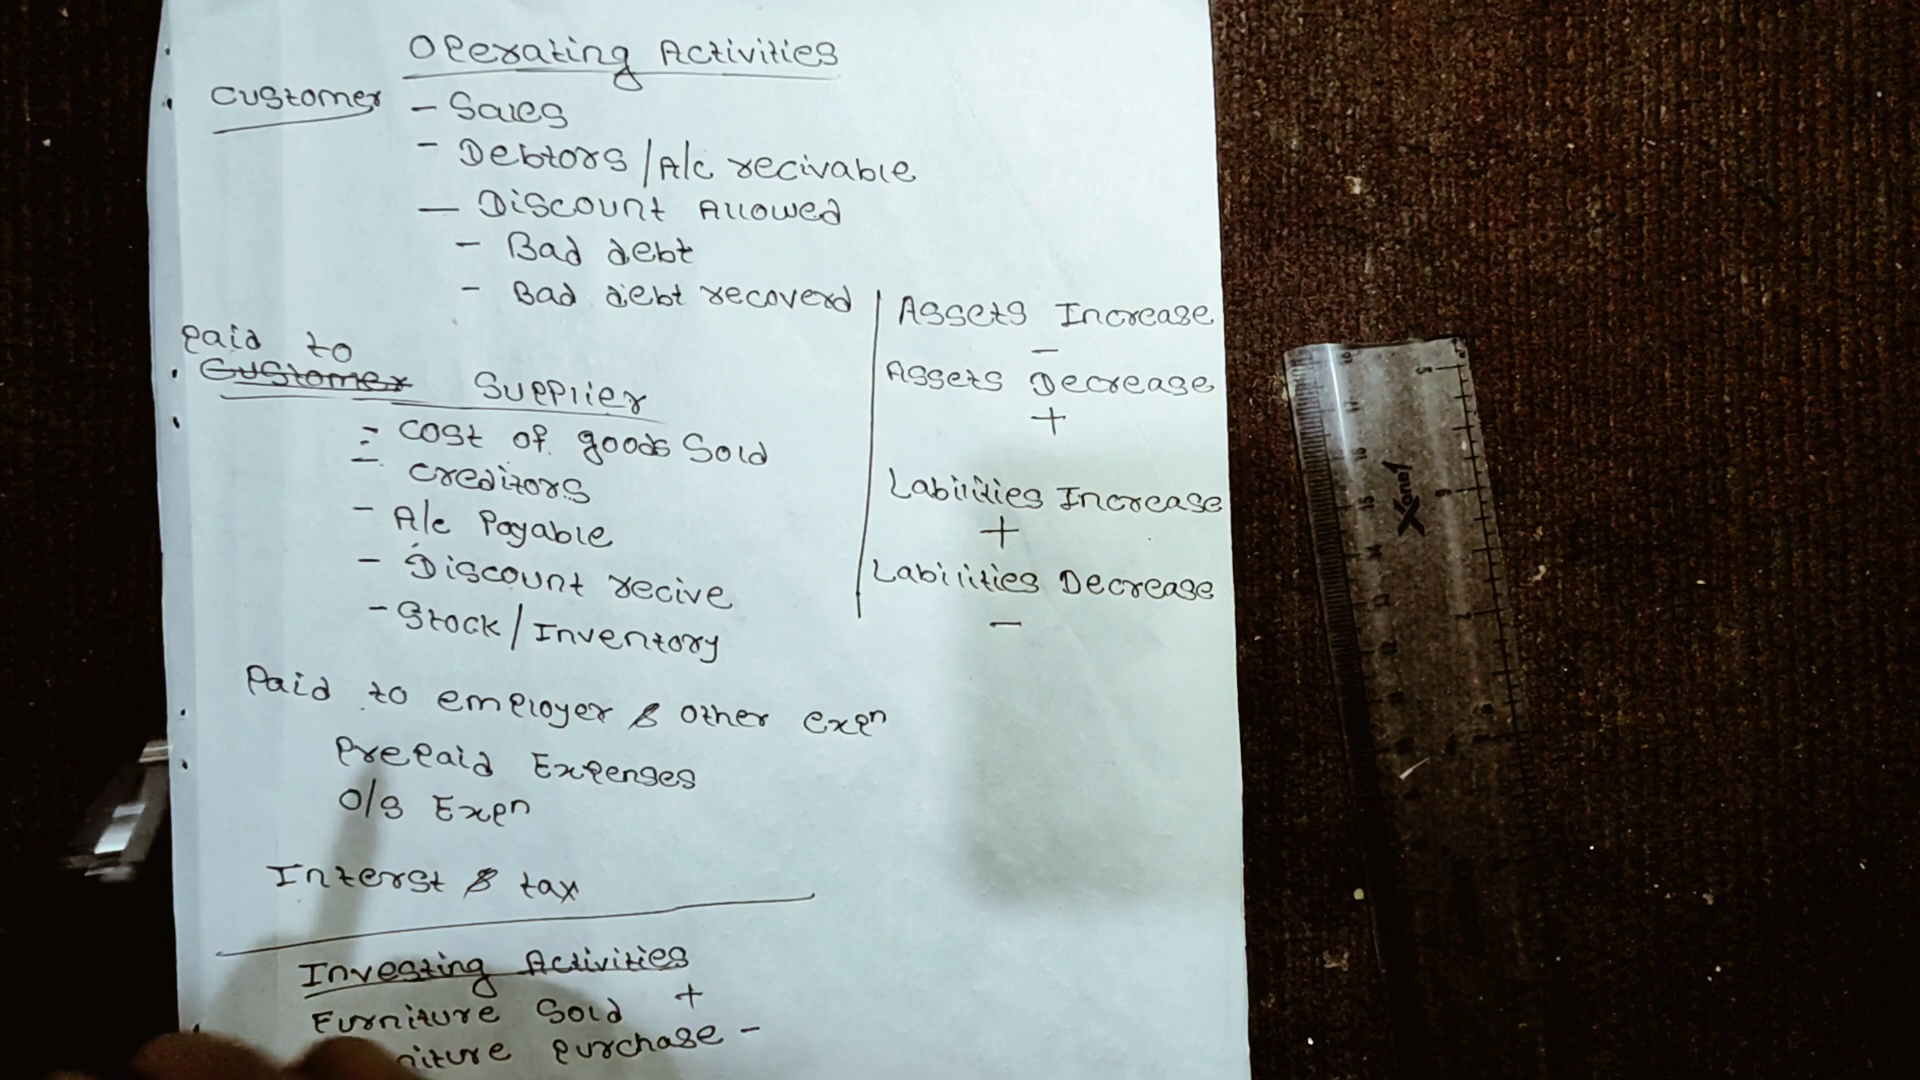 Operating Activities
Customer - Sales
- Debtors / A/c recivable
- Discount Allowed
- Bad debt
- Bad debt recoverd
Paid to
Customer Supplier
- Cost of goods Sold
- Creditors
- A/c Payable
- Discount recive
- Stock / Inventory
Assets Increase
-
Assets Decrease
+
Labilities Increase
+
Labilities Decrease
-
Paid to employer & other expn
Prepaid Expenses
O/s Expn
Interst & tax
Investing Activities
Furniture Sold +
niture purchase -
Xone1